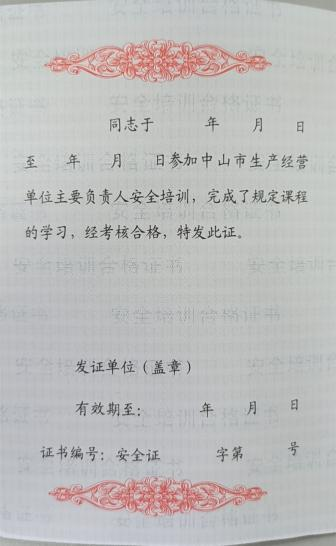 同志于 年 月 日
至 年 月 日参加中山市生产经营
单位主要负责人安全培训，完成了规定课程
的学习，经考核合格，特发此证。
发证单位（盖章）
有效期至： 年 月 日
证书编号：安全证 字第 号